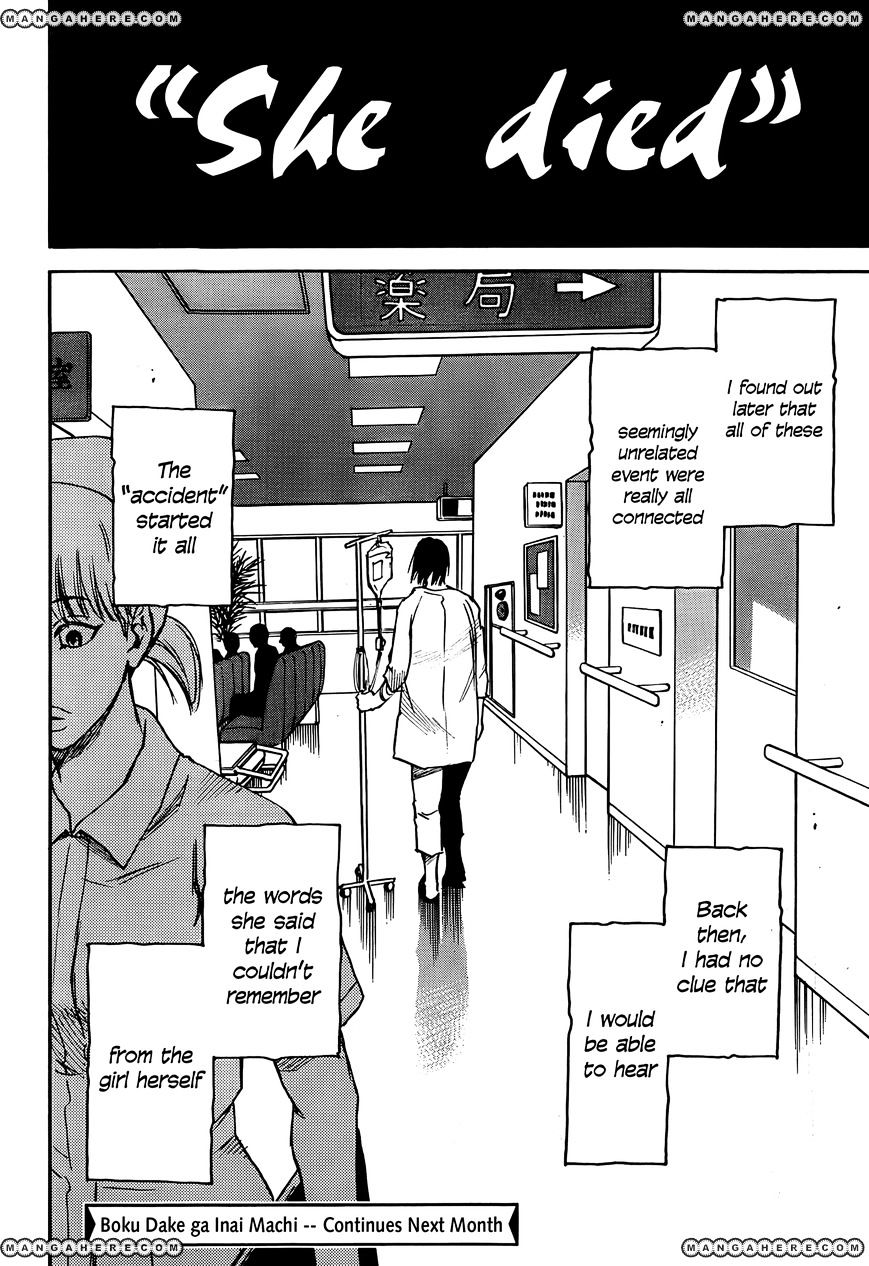 MANGAHERE.COM
MANGAHERE.COM
“She died”
薬局 →
I found out
later that
all of these
seemingly
unrelated
event were
really all
connected
The
“accident”
started
it all
Back
then,
I had no
clue that
I would
be able
to hear
the words
she said
that I
couldn't
remember
from the
girl herself
Boku Dake ga Inai Machi -- Continues Next Month
MANGAHERE.COM
MANGAHERE.COM